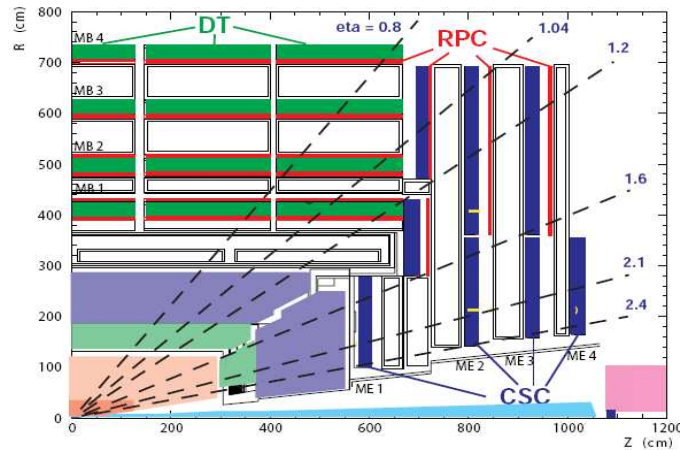 R (cm)
800
700
600
500
400
300
200
100
0
MB 4
MB 3
MB 2
MB 1
DT
eta = 0.8
RPC
1.04
1.2
1.6
2.1
2.4
ME 1
ME 2
ME 3
ME 4
CSC
0
200
400
600
800
1000
1200
Z (cm)